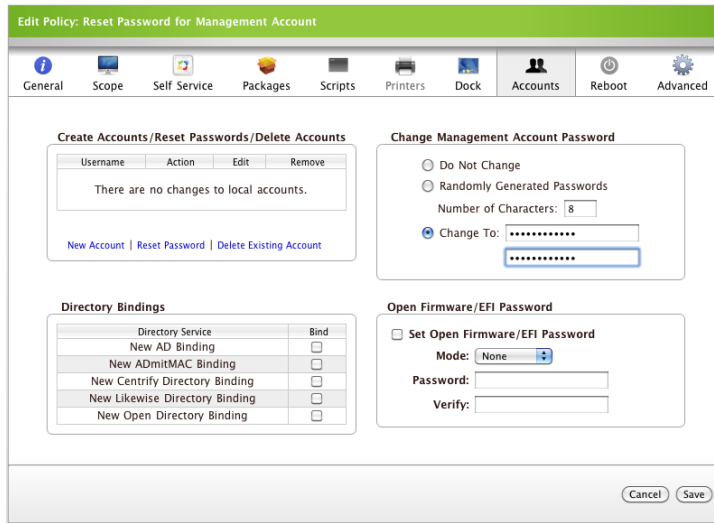 Edit Policy: Reset Password for Management Account
General Scope Self Service Packages Scripts Printers Dock Accounts Reboot Advanced
Create Accounts/Reset Passwords/Delete Accounts
Username Action Edit Remove
There are no changes to local accounts.
New Account | Reset Password | Delete Existing Account
Change Management Account Password
Do Not Change
Randomly Generated Passwords
Number of Characters: 8
Change To: ••••••••••••
••••••••••••
Directory Bindings
Directory Service Bind
New AD Binding
New ADmitMAC Binding
New Centrify Directory Binding
New Likewise Directory Binding
New Open Directory Binding
Open Firmware/EFI Password
Set Open Firmware/EFI Password
Mode: None
Password:
Verify:
Cancel Save